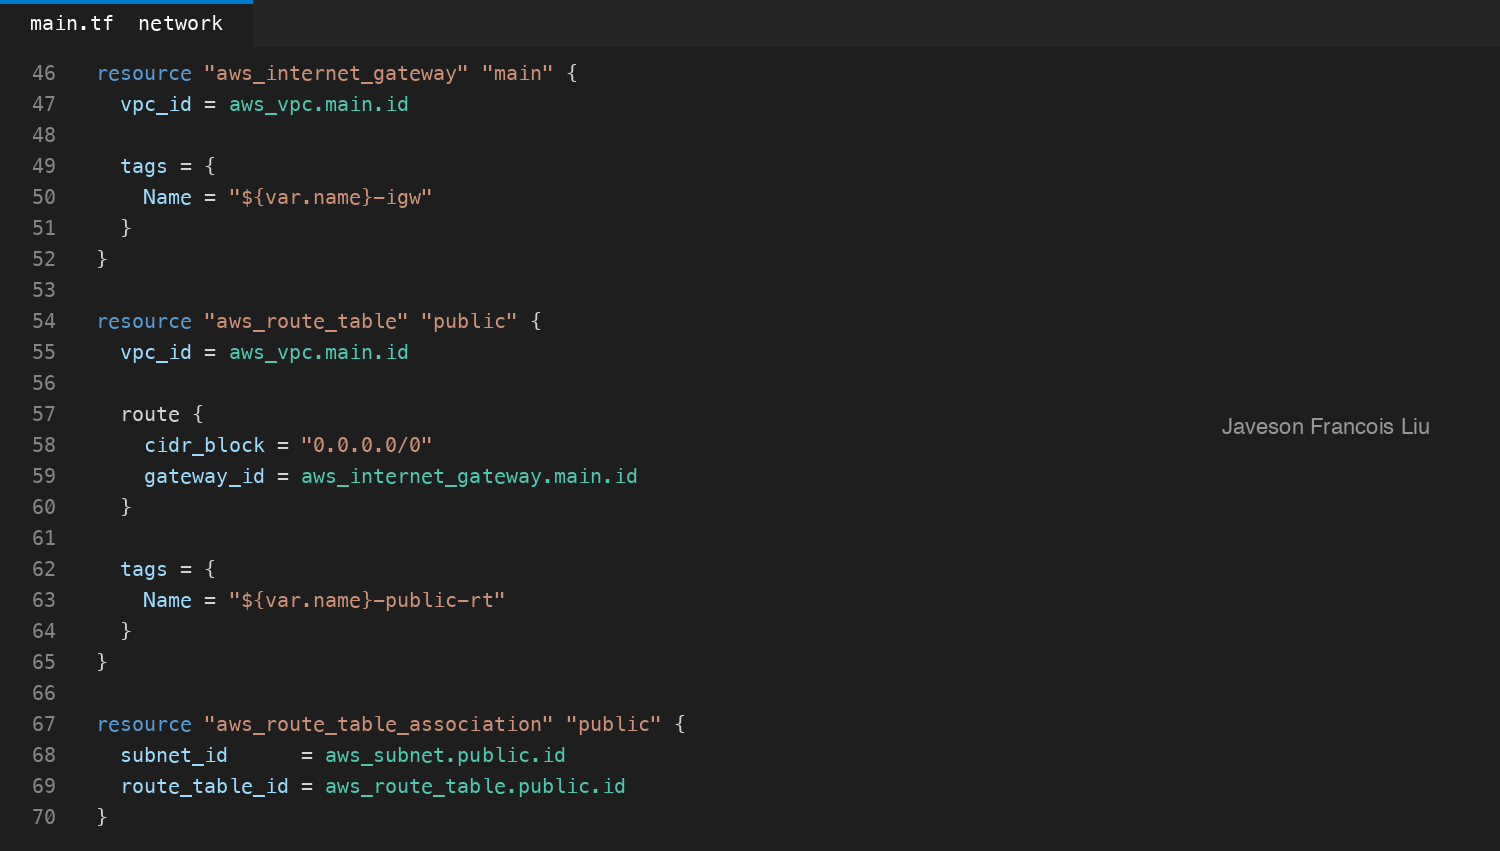 main.tf  network
46 resource "aws_internet_gateway" "main" {
47   vpc_id = aws_vpc.main.id
48
49   tags = {
50     Name = "${var.name}-igw"
51   }
52 }
53
54 resource "aws_route_table" "public" {
55   vpc_id = aws_vpc.main.id
56
57   route {
Javeson Francois Liu
58     cidr_block = "0.0.0.0/0"
59     gateway_id = aws_internet_gateway.main.id
60   }
61
62   tags = {
63     Name = "${var.name}-public-rt"
64   }
65 }
66
67 resource "aws_route_table_association" "public" {
68   subnet_id      = aws_subnet.public.id
69   route_table_id = aws_route_table.public.id
70 }